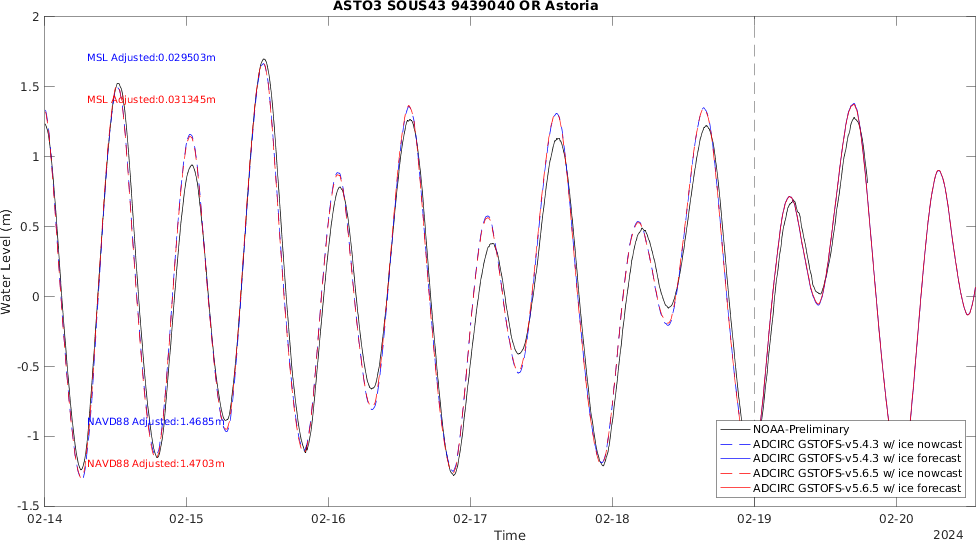 ASTO3 SOUS43 9439040 OR Astoria
2
1.5
1
0.5
0
-0.5
-1
-1.5
Water Level (m)
MSL Adjusted:0.029503m
MSL Adjusted:0.031345m
NAVD88 Adjusted:1.4685m
NAVD88 Adjusted:1.4703m
NOAA-Preliminary
ADCIRC GSTOFS-v5.4.3 w/ ice nowcast
ADCIRC GSTOFS-v5.4.3 w/ ice forecast
ADCIRC GSTOFS-v5.6.5 w/ ice nowcast
ADCIRC GSTOFS-v5.6.5 w/ ice forecast
02-14 02-15 02-16 02-17 02-18 02-19 02-20
Time
2024